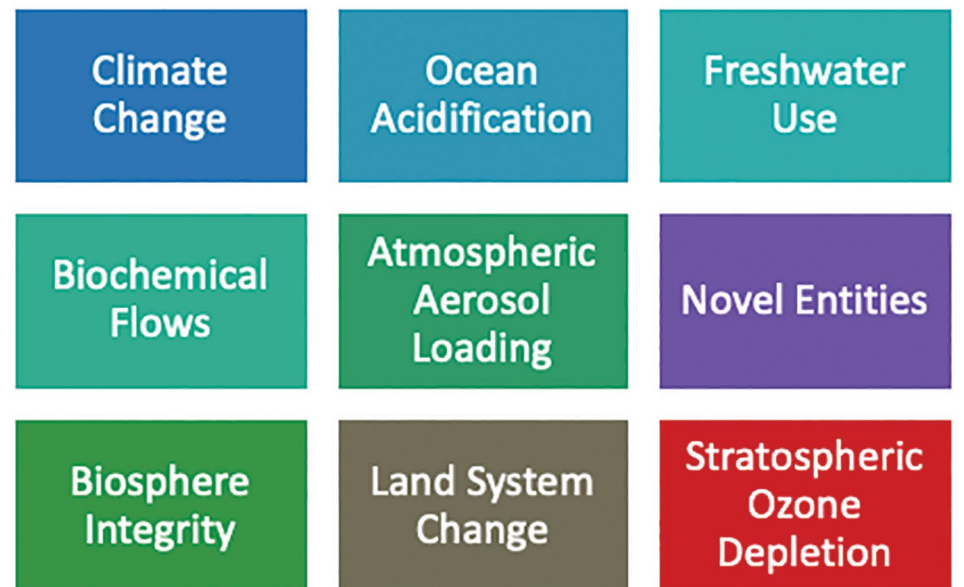 Climate
Change
Ocean
Acidification
Freshwater
Use
Biochemical
Flows
Atmospheric
Aerosol
Loading
Novel Entities
Biosphere
Integrity
Land System
Change
Stratospheric
Ozone
Depletion